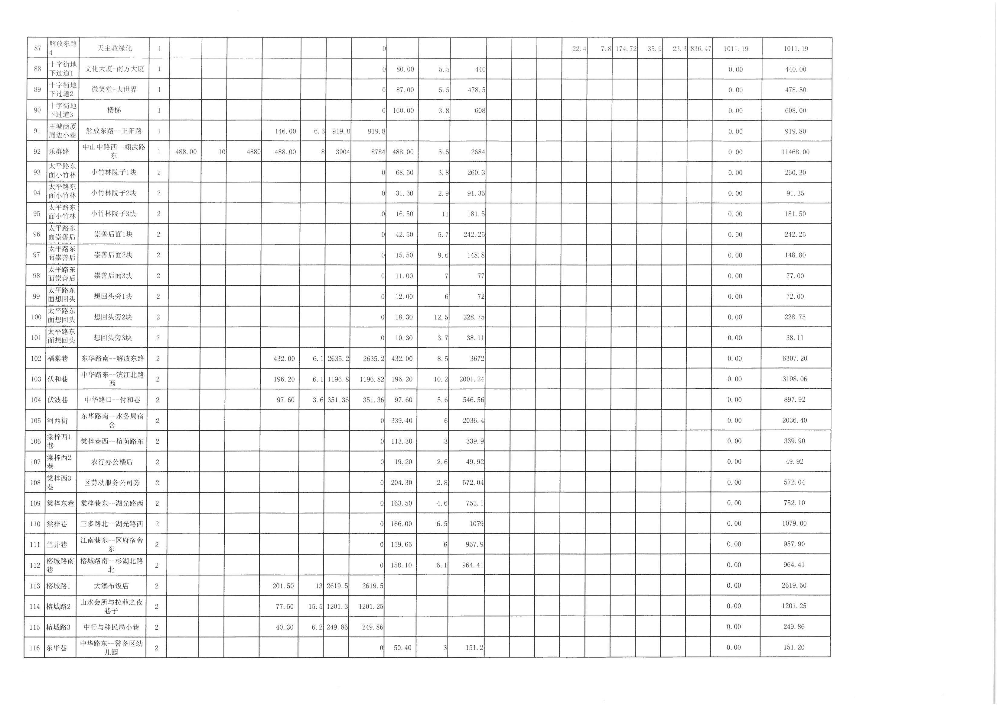 87 解放东路4 天主教绿化 1 0 22.4 7.8 174.72 35.9 23.3 836.47 1011.19 1011.19
88 十字街地下过道1 文化大厦-南方大厦 1 0 80.00 5.5 440 0.00 440.00
89 十字街地下过道2 微笑堂-大世界 1 0 87.00 5.5 478.5 0.00 478.50
90 十字街地下过道3 楼梯 1 0 160.00 3.8 608 0.00 608.00
91 王城商厦周边小巷 解放东路--正阳路 1 146.00 6.3 919.8 919.8 0.00 919.80
92 乐群路 中山中路西--翊武路东 1 488.00 10 4880 488.00 8 3904 8784 488.00 5.5 2684 0.00 11468.00
93 太平路东面小竹林 小竹林院子1块 2 0 68.50 3.8 260.3 0.00 260.30
94 太平路东面小竹林 小竹林院子2块 2 0 31.50 2.9 91.35 0.00 91.35
95 太平路东面小竹林 小竹林院子3块 2 0 16.50 11 181.5 0.00 181.50
96 太平路东面崇善后 崇善后面1块 2 0 42.50 5.7 242.25 0.00 242.25
97 太平路东面崇善后 崇善后面2块 2 0 15.50 9.6 148.8 0.00 148.80
98 太平路东面崇善后 崇善后面3块 2 0 11.00 7 77 0.00 77.00
99 太平路东面想回头 想回头旁1块 2 0 12.00 6 72 0.00 72.00
100 太平路东面想回头 想回头旁2块 2 0 18.30 12.5 228.75 0.00 228.75
101 太平路东面想回头 想回头旁3块 2 0 10.30 3.7 38.11 0.00 38.11
102 福棠巷 东华路南--解放东路 2 432.00 6.1 2635.2 2635.2 432.00 8.5 3672 0.00 6307.20
103 伏和巷 中华路东--滨江北路西 2 196.20 6.1 1196.8 1196.82 196.20 10.2 2001.24 0.00 3198.06
104 伏波巷 中华路口--付和巷 2 97.60 3.6 351.36 351.36 97.60 5.6 546.56 0.00 897.92
105 河西街 东华路南--水务局宿舍 2 0 339.40 6 2036.4 0.00 2036.40
106 棠梓西1巷 棠梓巷西--榕荫路东 2 0 113.30 3 339.9 0.00 339.90
107 棠梓西2巷 农行办公楼后 2 0 19.20 2.6 49.92 0.00 49.92
108 棠梓西3巷 区劳动服务公司旁 2 0 204.30 2.8 572.04 0.00 572.04
109 棠梓东巷 棠梓巷东--湖光路西 2 0 163.50 4.6 752.1 0.00 752.10
110 棠梓巷 三多路北--湖光路西 2 0 166.00 6.5 1079 0.00 1079.00
111 兰井巷 江南巷东--区府宿舍东 2 0 159.65 6 957.9 0.00 957.90
112 榕城路南巷 榕城路南--杉湖北路北 2 0 158.10 6.1 964.41 0.00 964.41
113 榕城路1 大瀑布饭店 2 201.50 13 2619.5 2619.5 0.00 2619.50
114 榕城路2 山水会所与拉菲之夜巷子 2 77.50 15.5 1201.3 1201.25 0.00 1201.25
115 榕城路3 中行与移民局小巷 2 40.30 6.2 249.86 249.86 0.00 249.86
116 东华巷 中华路东--警备区幼儿园 2 0 50.40 3 151.2 0.00 151.20